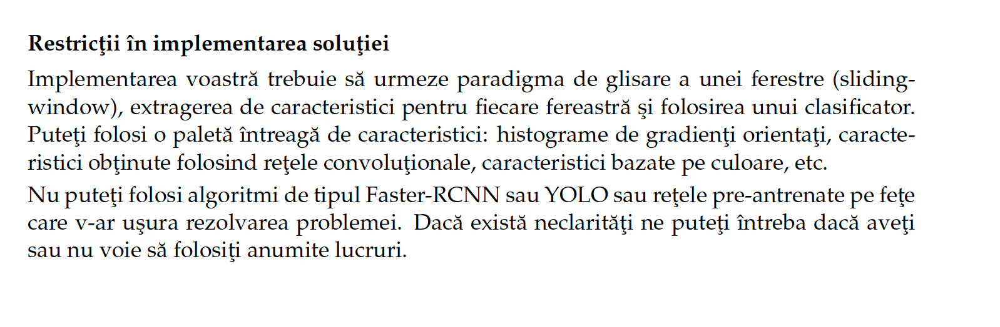 Restricţii în implementarea soluţiei
Implementarea voastră trebuie să urmeze paradigma de glisare a unei ferestre (sliding-
window), extragerea de caracteristici pentru fiecare fereastră şi folosirea unui clasificator.
Puteţi folosi o paletă întreagă de caracteristici: histograme de gradienţi orientaţi, caracte-
ristici obţinute folosind reţele convoluţionale, caracteristici bazate pe culoare, etc.
Nu puteţi folosi algoritmi de tipul Faster-RCNN sau YOLO sau reţele pre-antrenate pe feţe
care v-ar uşura rezolvarea problemei. Dacă există neclarităţi ne puteţi întreba dacă aveţi
sau nu voie să folosiţi anumite lucruri.